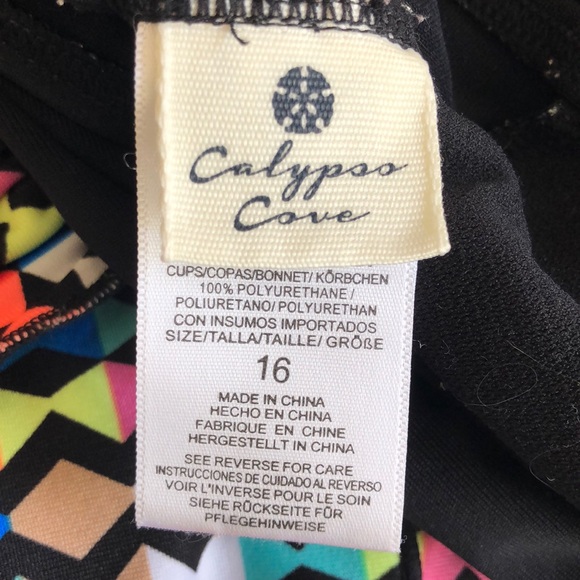 Calypso
Cove
CUPS/COPAS/BONNET/ KÖRBCHEN
100% POLYURETHANE /
POLIURETANO/ POLYURETHAN
CON INSUMOS IMPORTADOS
SIZE/TALLA/TAILLE/ GRÖßE
16
MADE IN CHINA
HECHO EN CHINA
FABRIQUE EN CHINE
HERGESTELLT IN CHINA
SEE REVERSE FOR CARE
INSTRUCCIONES DE CUIDADO AL REVERSO
VOIR L'INVERSE POUR LE SOIN
SIEHE RÜCKSEITE FÜR
PFLEGEHINWEISE